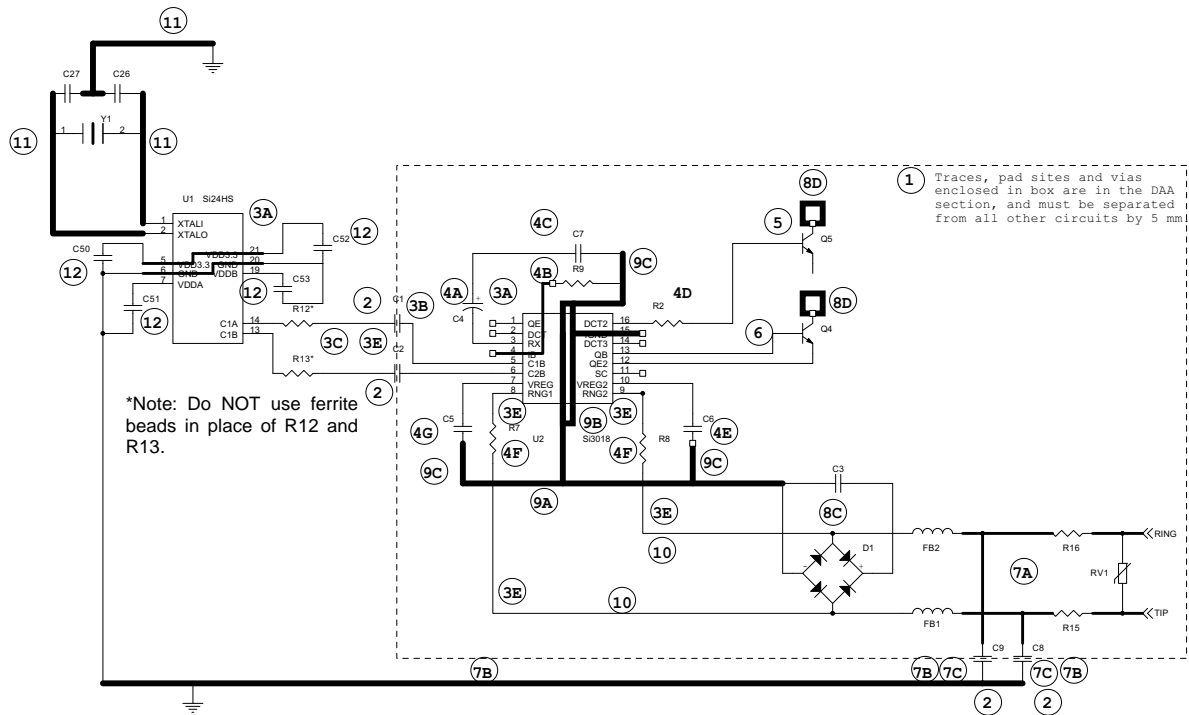 11
C27
C26
Y1
1
2
11
11
U1 Si24HS
3A
1
XTALI
2
XTALO
C50
12
5
VDD3.3
6
GND
7
VDDA
21
VDD3.3
20
GND
19
VDDB
C52
12
C53
12
C51
12
C1A
14
C1B
13
R12*
3C
R13*
2
C1
3B
3E
C2
2
*Note: Do NOT use ferrite
beads in place of R12 and
R13.
1
Traces, pad sites and vias
enclosed in box are in the DAA
section, and must be separated
from all other circuits by 5 mm
8D
5
Q5
8D
6
Q4
4C
C7
4B
R9
9C
4A
3A
+
C4
4D
R2
1
QE
2
DCT
3
RX
4
IB
5
C1B
6
C2B
7
VREG
8
RNG1
16
DCT2
15
IGND
14
DCT3
13
QB
12
QE2
11
SC
10
VREG2
9
RNG2
3E
9B
3E
C5
4G
R7
4F
U2
Si3018
4F
R8
C6
4E
9C
9C
9A
3E
10
3E
10
C3
8C
D1
-
+
FB2
FB1
7A
R16
R15
RV1
RING
TIP
C9
C8
7B
7B
7C
7C
7B
2
2